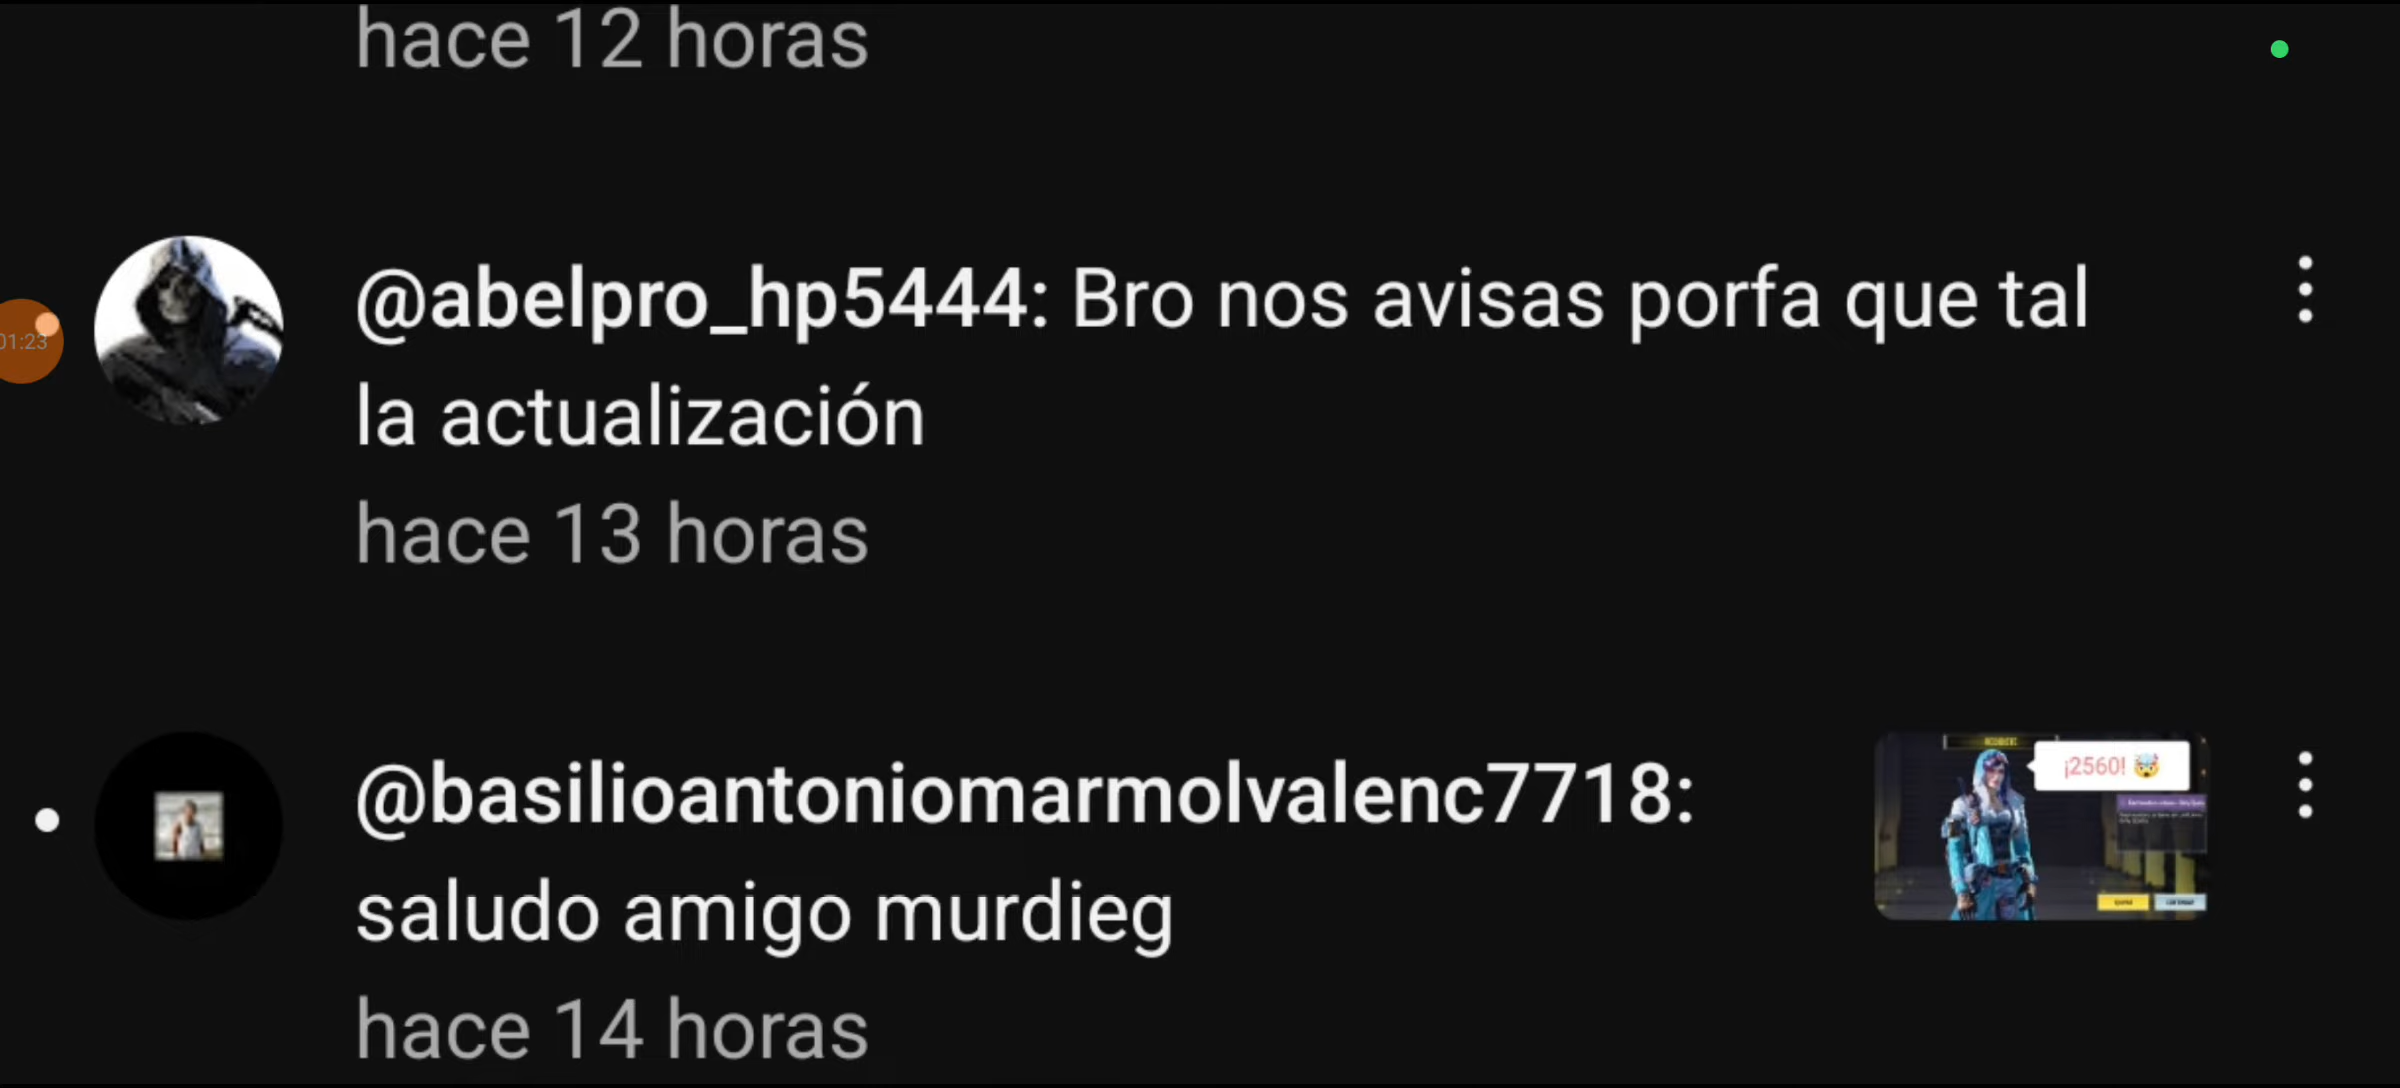 hace 12 horas
@abelpro_hp5444: Bro nos avisas porfa que tal
la actualización
hace 13 horas
01:23
@basilioantoniomarmolvalenc7718:
saludo amigo murdieg
hace 14 horas
¡2560! 🤯